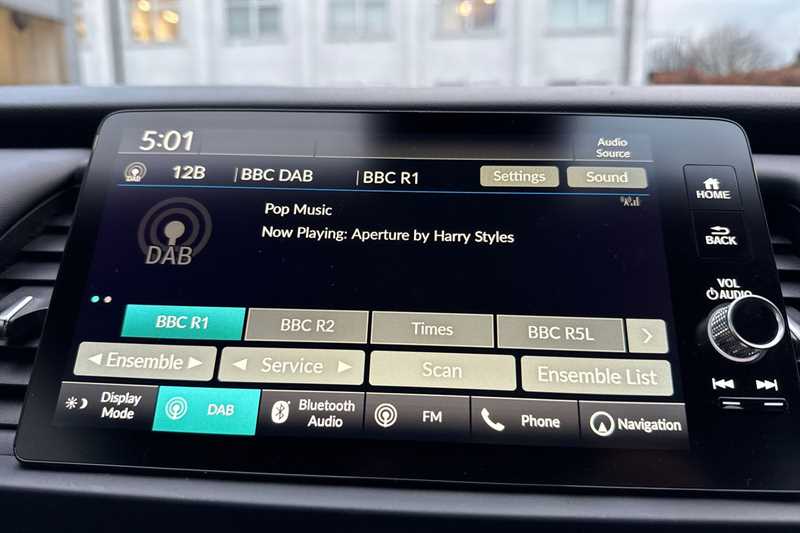 5:01
Audio
Source
DAB 12B BBC DAB BBC R1 Settings Sound
HOME
Pop Music
Now Playing: Aperture by Harry Styles
DAB
BACK
VOL
AUDIO
BBC R1 BBC R2 Times BBC R5L
Ensemble Service Scan Ensemble List
Display
Mode
DAB
Bluetooth
Audio
FM
Phone
Navigation